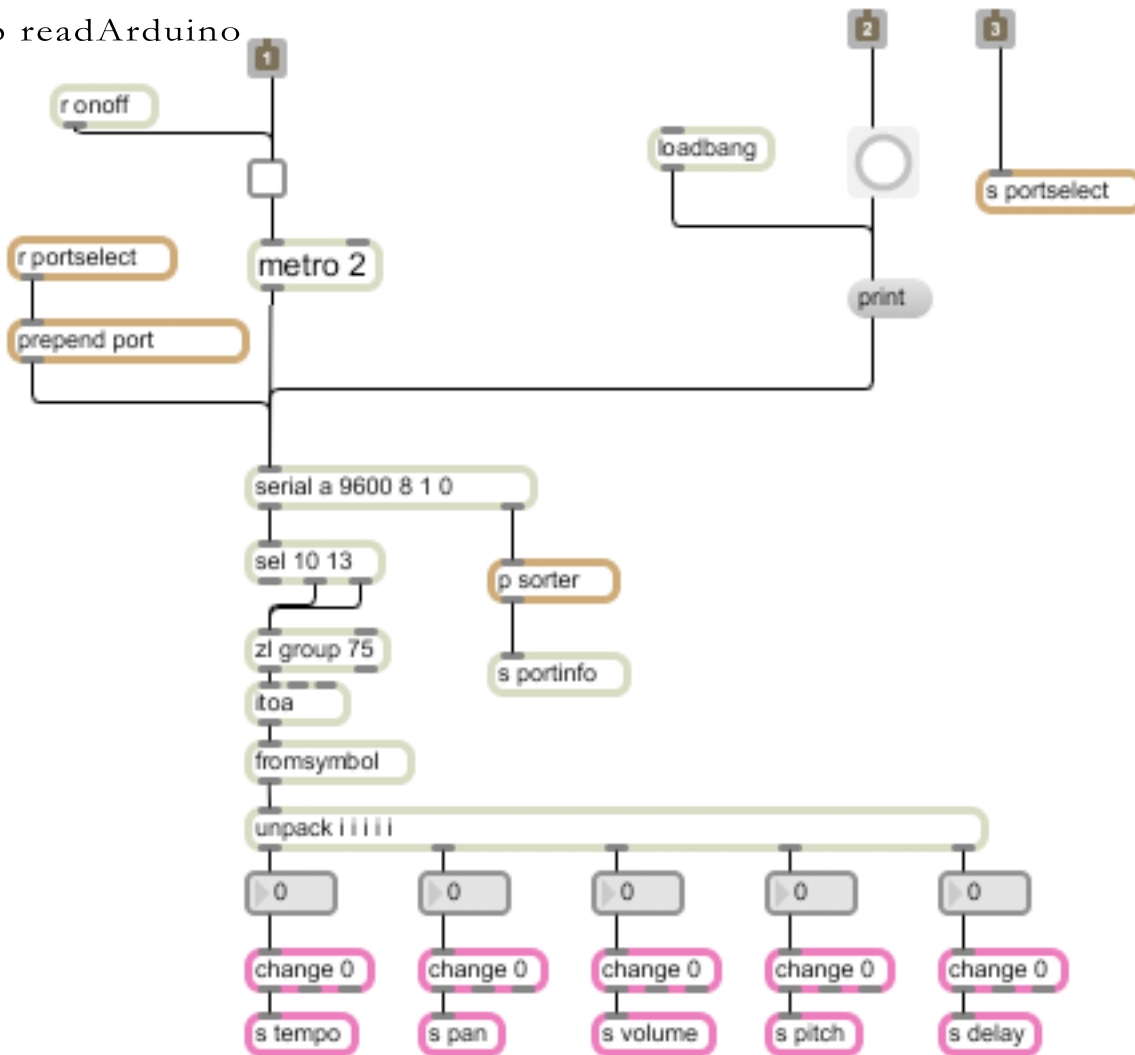 readArduino
1
2
3
r onoff
loadbang
s portselect
r portselect
metro 2
print
prepend port
serial a 9600 8 1 0
sel 10 13
p sorter
zl group 75
s portinfo
itoa
fromsymbol
unpack i i i i i
0 0 0 0 0
change 0 change 0 change 0 change 0 change 0
s tempo s pan s volume s pitch s delay